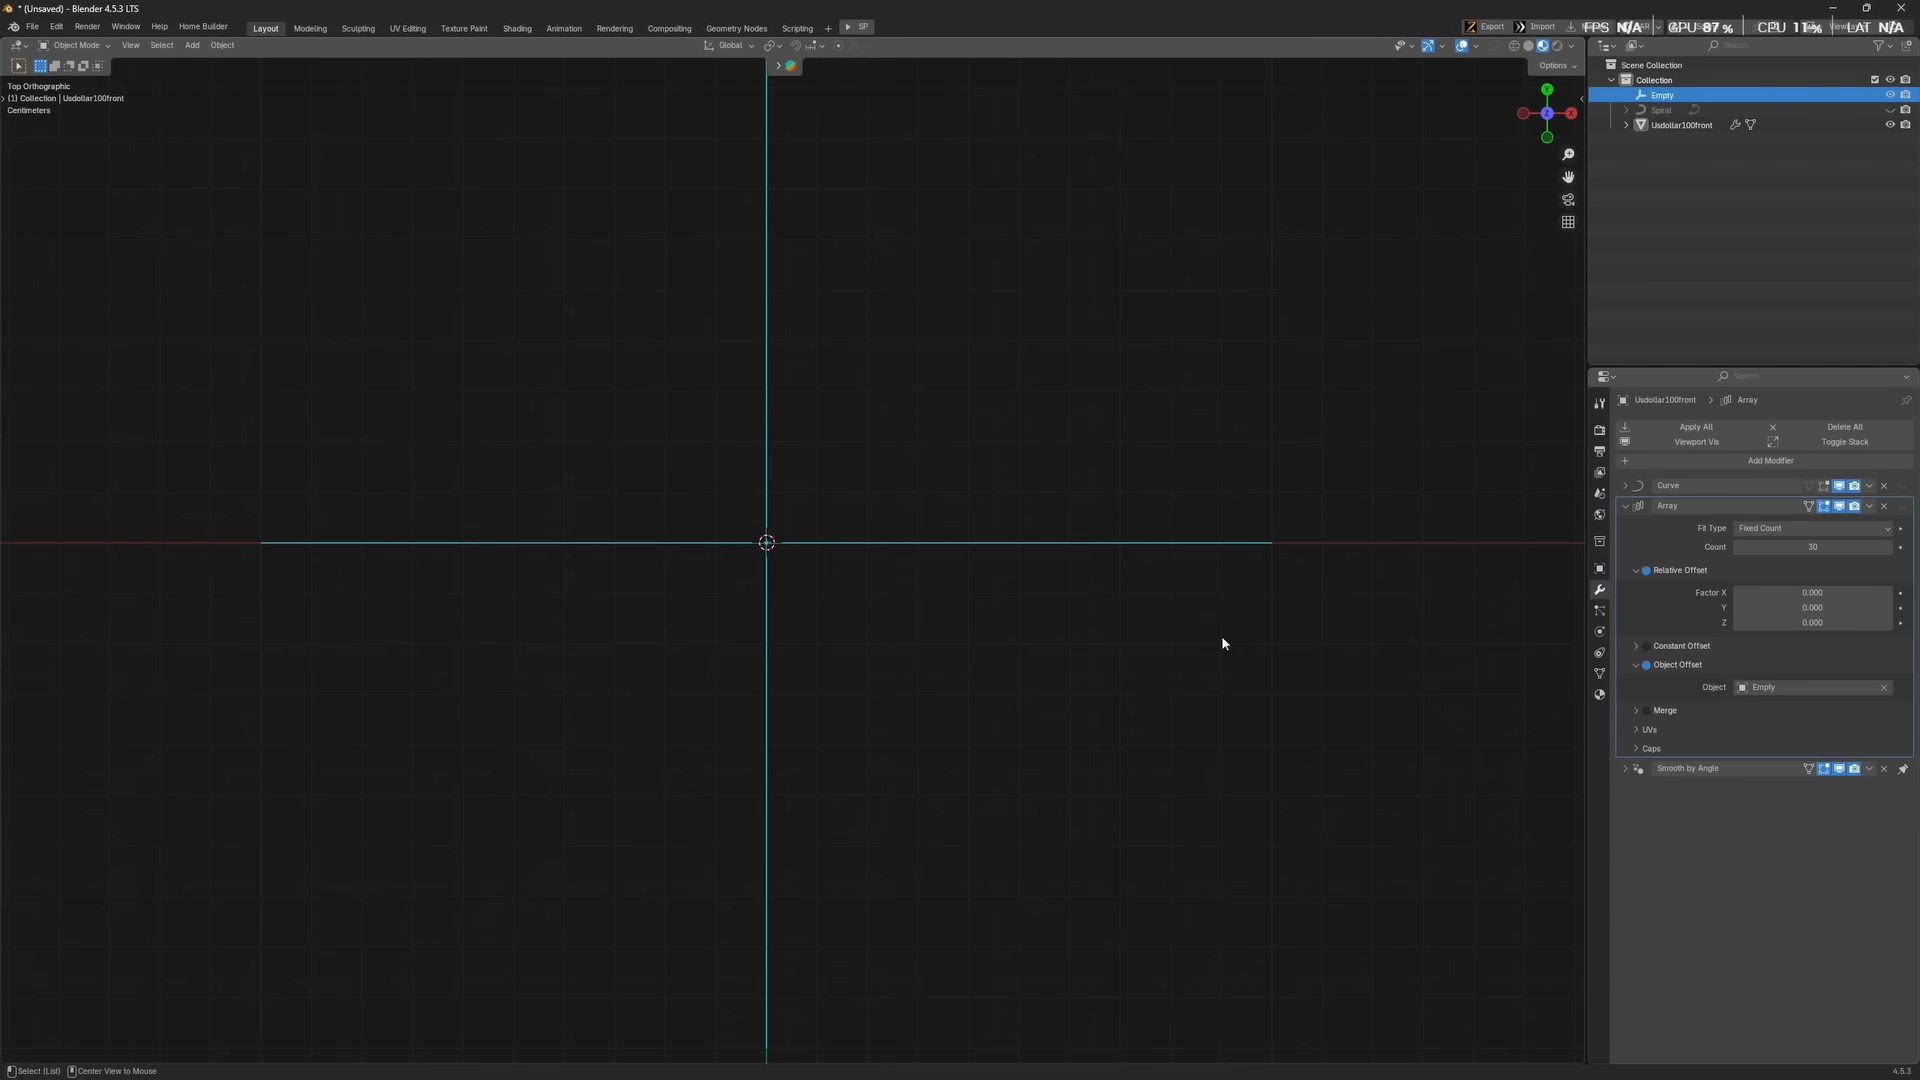 * (Unsaved) - Blender 4.5.3 LTS
File Edit Render Window Help Home Builder Layout Modeling Sculpting UV Editing Texture Paint Shading Animation Rendering Compositing Geometry Nodes Scripting + SP Export Import
FPS N/A GPU 87 % CPU 11 % LAT N/A
Object Mode View Select Add Object Global
Search
Options
Top Orthographic
(1) Collection | Usdollar100front
Centimeters
Y
Z
X
Scene Collection
Collection
Empty
Spiral
Usdollar100front
Search
Usdollar100front > Array
Apply All Delete All
Viewport Vis Toggle Stack
Add Modifier
Curve
Array
Fit Type Fixed Count
Count 30
Relative Offset
Factor X 0.000
Y 0.000
Z 0.000
Constant Offset
Object Offset
Object Empty
Merge
UVs
Caps
Smooth by Angle
Select (List) Center View to Mouse
4.5.3